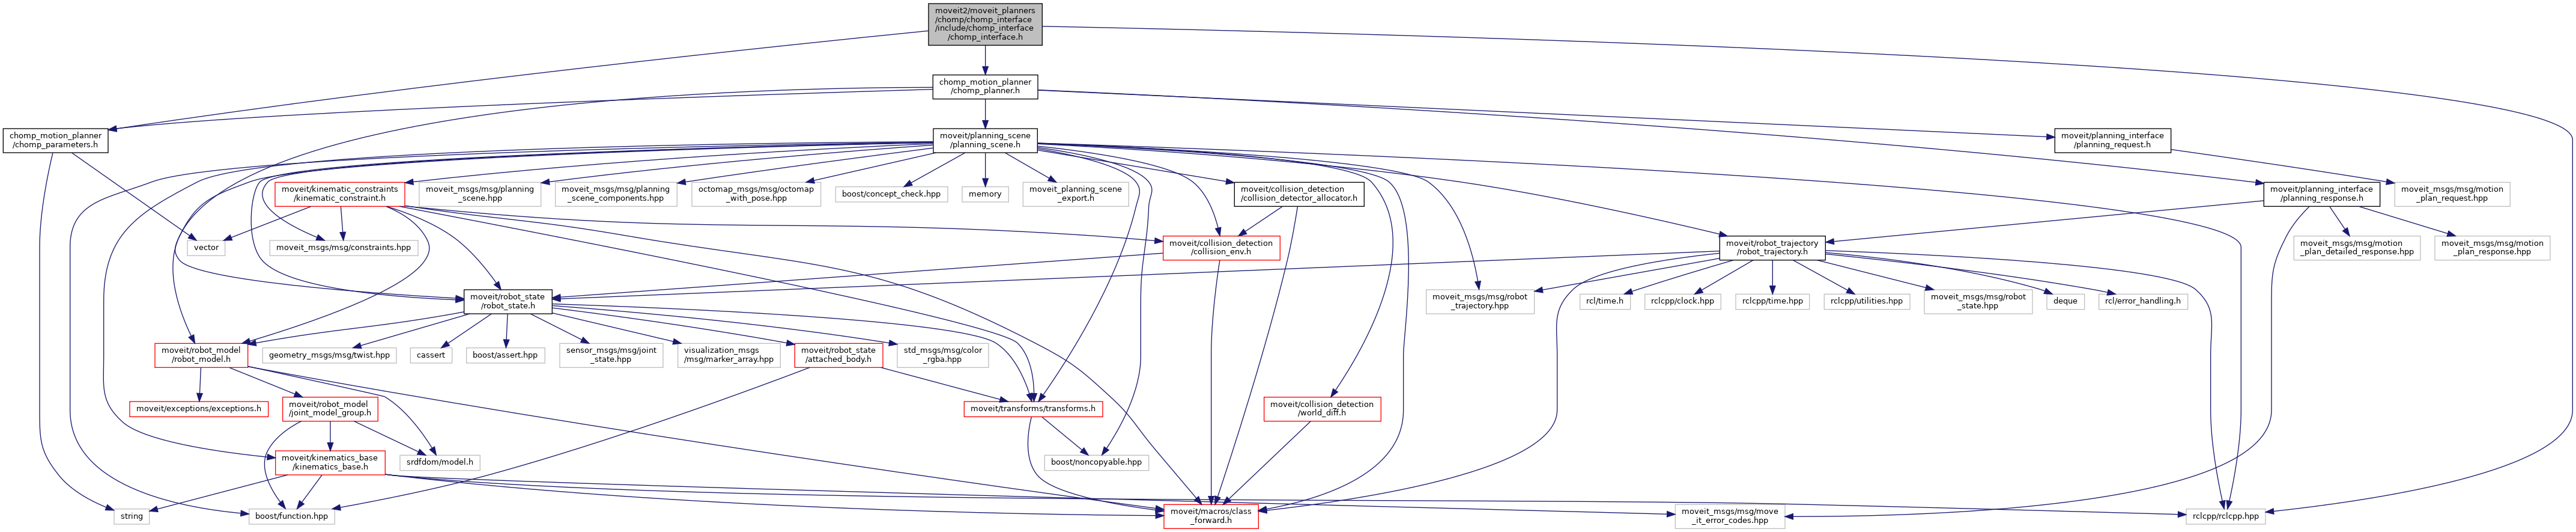 moveit2/moveit_planners
/chomp/chomp_interface
/include/chomp_interface
/chomp_interface.h
chomp_motion_planner
/chomp_planner.h
chomp_motion_planner
/chomp_parameters.h
moveit/planning_scene
/planning_scene.h
moveit/planning_interface
/planning_request.h
moveit/kinematic_constraints
/kinematic_constraint.h
moveit_msgs/msg/planning
_scene.hpp
moveit_msgs/msg/planning
_scene_components.hpp
octomap_msgs/msg/octomap
_with_pose.hpp
boost/concept_check.hpp
memory
moveit_planning_scene
_export.h
moveit/collision_detection
/collision_detector_allocator.h
moveit/planning_interface
/planning_response.h
moveit_msgs/msg/motion
_plan_request.hpp
vector
moveit_msgs/msg/constraints.hpp
moveit/collision_detection
/collision_env.h
moveit/robot_trajectory
/robot_trajectory.h
moveit_msgs/msg/motion
_plan_detailed_response.hpp
moveit_msgs/msg/motion
_plan_response.hpp
moveit/robot_state
/robot_state.h
moveit_msgs/msg/robot
_trajectory.hpp
rcl/time.h
rclcpp/clock.hpp
rclcpp/time.hpp
rclcpp/utilities.hpp
moveit_msgs/msg/robot
_state.hpp
deque
rcl/error_handling.h
moveit/robot_model
/robot_model.h
geometry_msgs/msg/twist.hpp
cassert
boost/assert.hpp
sensor_msgs/msg/joint
_state.hpp
visualization_msgs
/msg/marker_array.hpp
moveit/robot_state
/attached_body.h
std_msgs/msg/color
_rgba.hpp
moveit/exceptions/exceptions.h
moveit/robot_model
/joint_model_group.h
moveit/transforms/transforms.h
moveit/collision_detection
/world_diff.h
moveit/kinematics_base
/kinematics_base.h
srdfdom/model.h
boost/noncopyable.hpp
string
boost/function.hpp
moveit/macros/class
_forward.h
moveit_msgs/msg/move
_it_error_codes.hpp
rclcpp/rclcpp.hpp